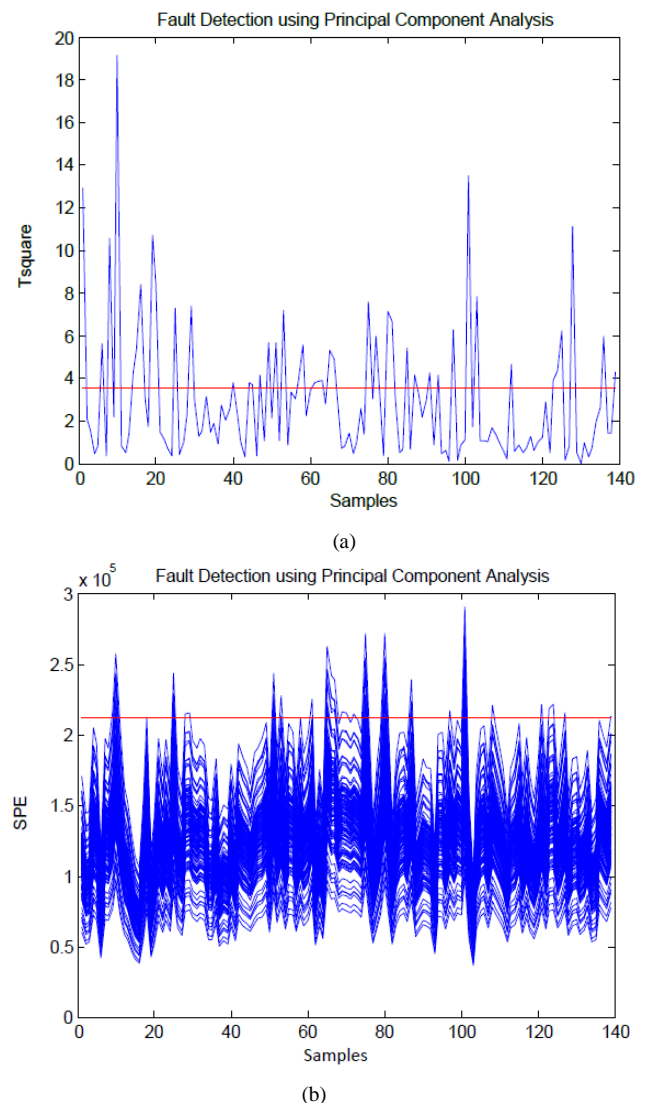 Fault Detection using Principal Component Analysis
20
18
16
14
12
10
8
6
4
2
0
Tsquare
0 20 40 60 80 100 120 140
Samples
(a)
x 10^5
Fault Detection using Principal Component Analysis
3
2.5
2
1.5
1
0.5
0
SPE
0 20 40 60 80 100 120 140
Samples
(b)